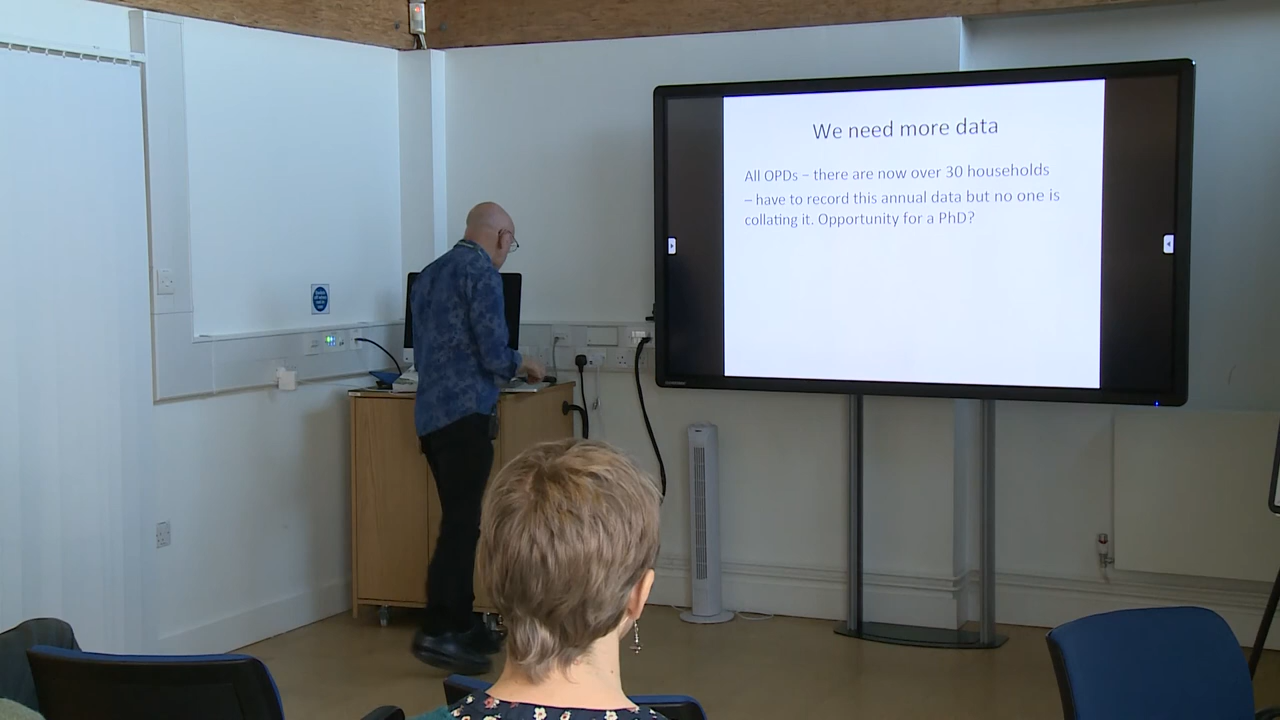 We need more data
All OPDs – there are now over 30 households
– have to record this annual data but no one is
collating it. Opportunity for a PhD?